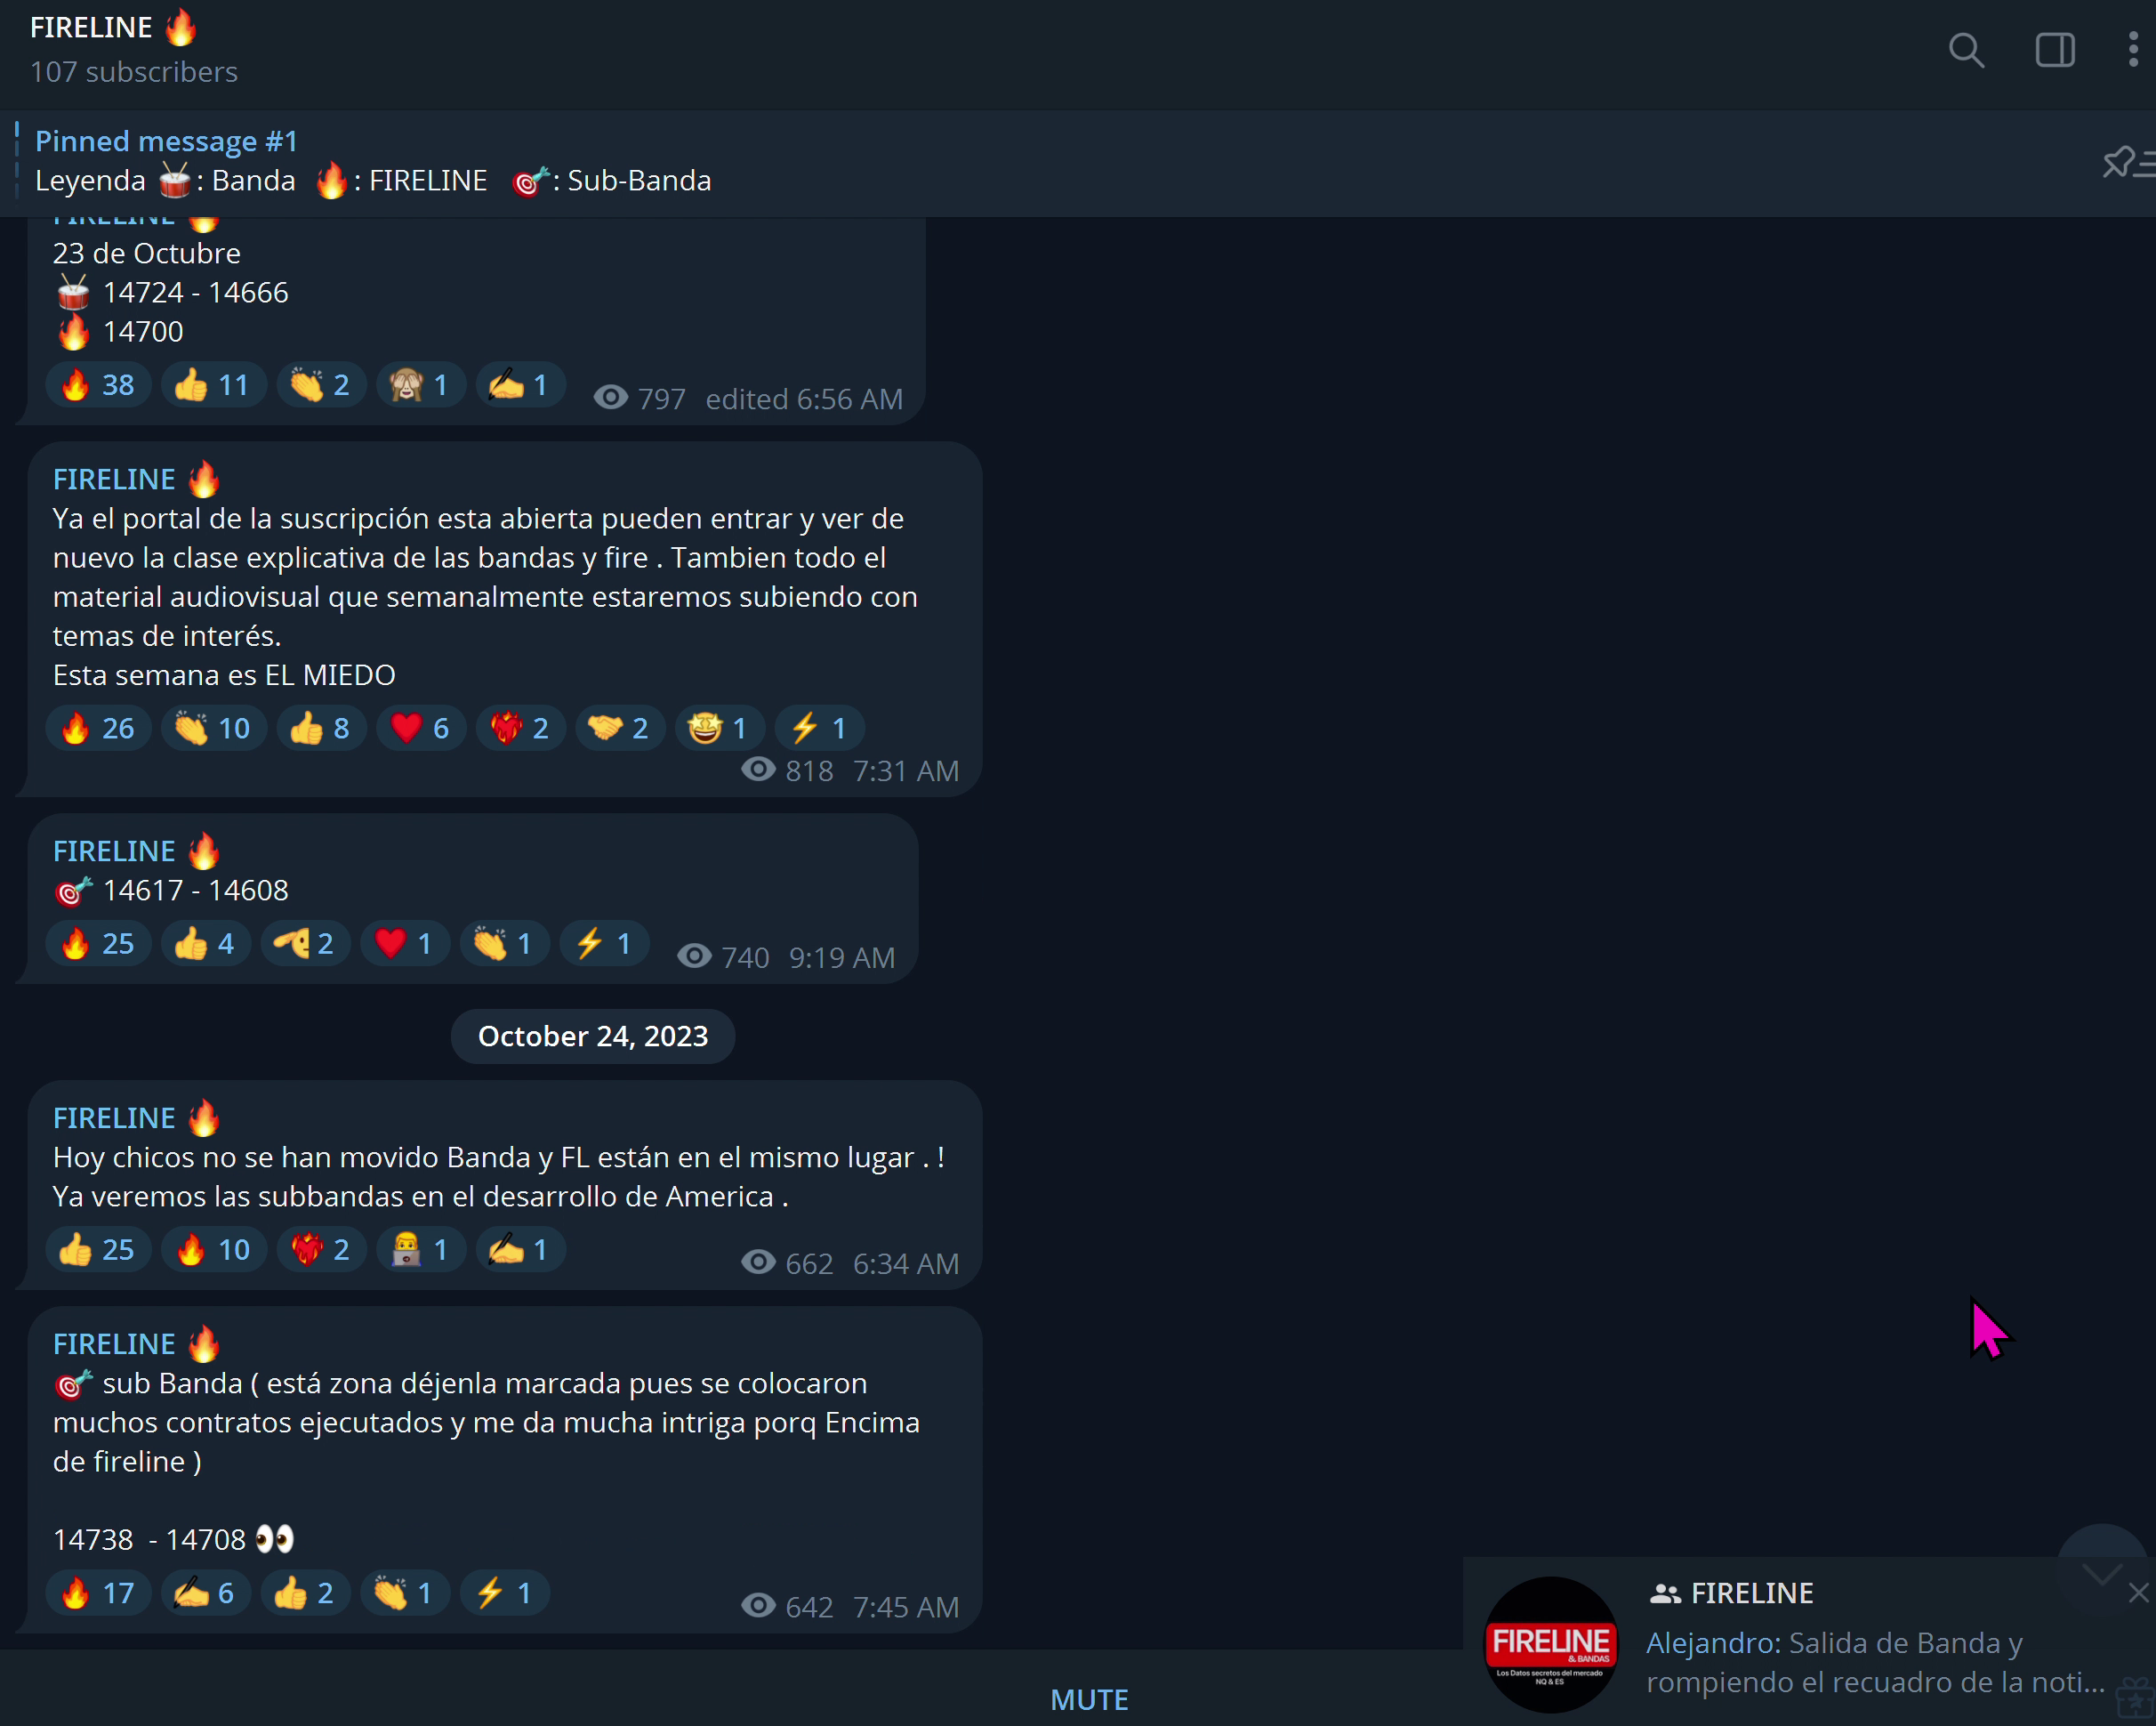 FIRELINE 🔥
107 subscribers
Pinned message #1
Leyenda 🥁: Banda 🔥: FIRELINE 🎯: Sub-Banda
FIRELINE 🔥
23 de Octubre
🥁 14724 - 14666
🔥 14700
🔥 38 👍 11 👏 2 🙈 1 ✍️ 1 797 edited 6:56 AM
FIRELINE 🔥
Ya el portal de la suscripción esta abierta pueden entrar y ver de
nuevo la clase explicativa de las bandas y fire . Tambien todo el
material audiovisual que semanalmente estaremos subiendo con
temas de interés.
Esta semana es EL MIEDO
🔥 26 👏 10 👍 8 ❤️ 6 ❤️‍🔥 2 🤝 2 🤩 1 ⚡ 1
818 7:31 AM
FIRELINE 🔥
🎯 14617 - 14608
🔥 25 👍 4 🫡 2 ❤️ 1 👏 1 ⚡ 1 740 9:19 AM
October 24, 2023
FIRELINE 🔥
Hoy chicos no se han movido Banda y FL están en el mismo lugar . !
Ya veremos las subbandas en el desarrollo de America .
👍 25 🔥 10 ❤️‍🔥 2 👨‍💻 1 ✍️ 1 662 6:34 AM
FIRELINE 🔥
🎯 sub Banda ( está zona déjenla marcada pues se colocaron
muchos contratos ejecutados y me da mucha intriga porq Encima
de fireline )
14738 - 14708 👀
🔥 17 ✍️ 6 👍 2 👏 1 ⚡ 1 642 7:45 AM
MUTE
FIRELINE
& BANDAS
Los Datos secretos del mercado
NQ & ES
FIRELINE
Alejandro: Salida de Banda y
rompiendo el recuadro de la noti...